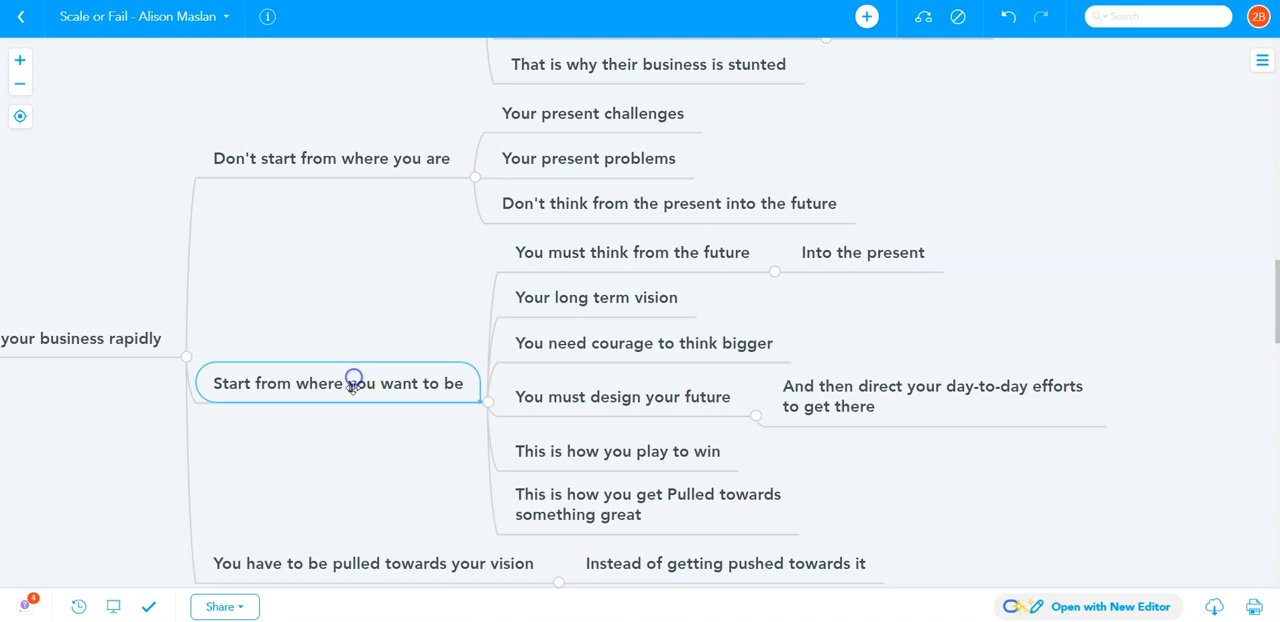 Scale or Fail - Alison Maslan
Search
2B
That is why their business is stunted
Your present challenges
Don't start from where you are
Your present problems
Don't think from the present into the future
You must think from the future
Into the present
Your long term vision
your business rapidly
You need courage to think bigger
Start from where you want to be
You must design your future
And then direct your day-to-day efforts
to get there
This is how you play to win
This is how you get Pulled towards
something great
You have to be pulled towards your vision
Instead of getting pushed towards it
4
Share
Open with New Editor